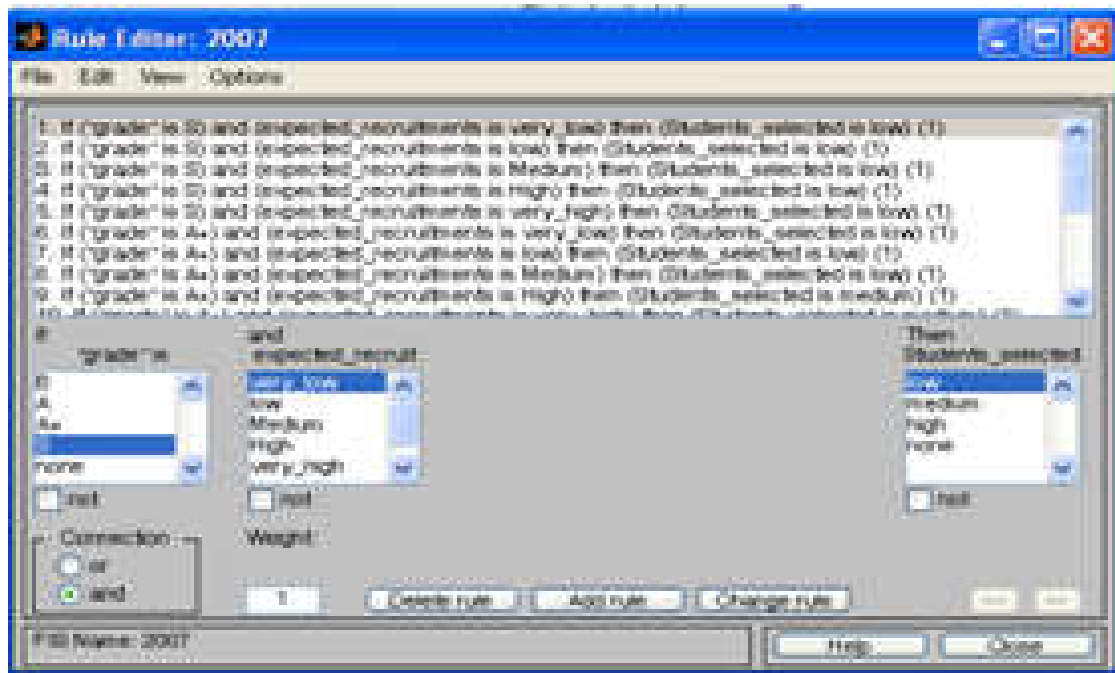 Rule Editor: 2007
File Edit View Options
1. If ("grade" is S) and (expected_recruitments is very_low) then (Students_selected is low) (1)
2. If ("grade" is S) and (expected_recruitments is low) then (Students_selected is low) (1)
3. If ("grade" is S) and (expected_recruitments is Medium) then (Students_selected is low) (1)
4. If ("grade" is S) and (expected_recruitments is High) then (Students_selected is low) (1)
5. If ("grade" is S) and (expected_recruitments is very_high) then (Students_selected is low) (1)
6. If ("grade" is A+) and (expected_recruitments is very_low) then (Students_selected is low) (1)
7. If ("grade" is A+) and (expected_recruitments is low) then (Students_selected is low) (1)
8. If ("grade" is A+) and (expected_recruitments is Medium) then (Students_selected is low) (1)
9. If ("grade" is A+) and (expected_recruitments is High) then (Students_selected is medium) (1)
If and Then
"grade" is expected_recruit Students_selected
very_low low
A low medium
A+ Medium high
High none
none very_high
not not not
Connection Weight:
or
and 1 Delete rule Add rule Change rule
FIS Name: 2007 Help Close